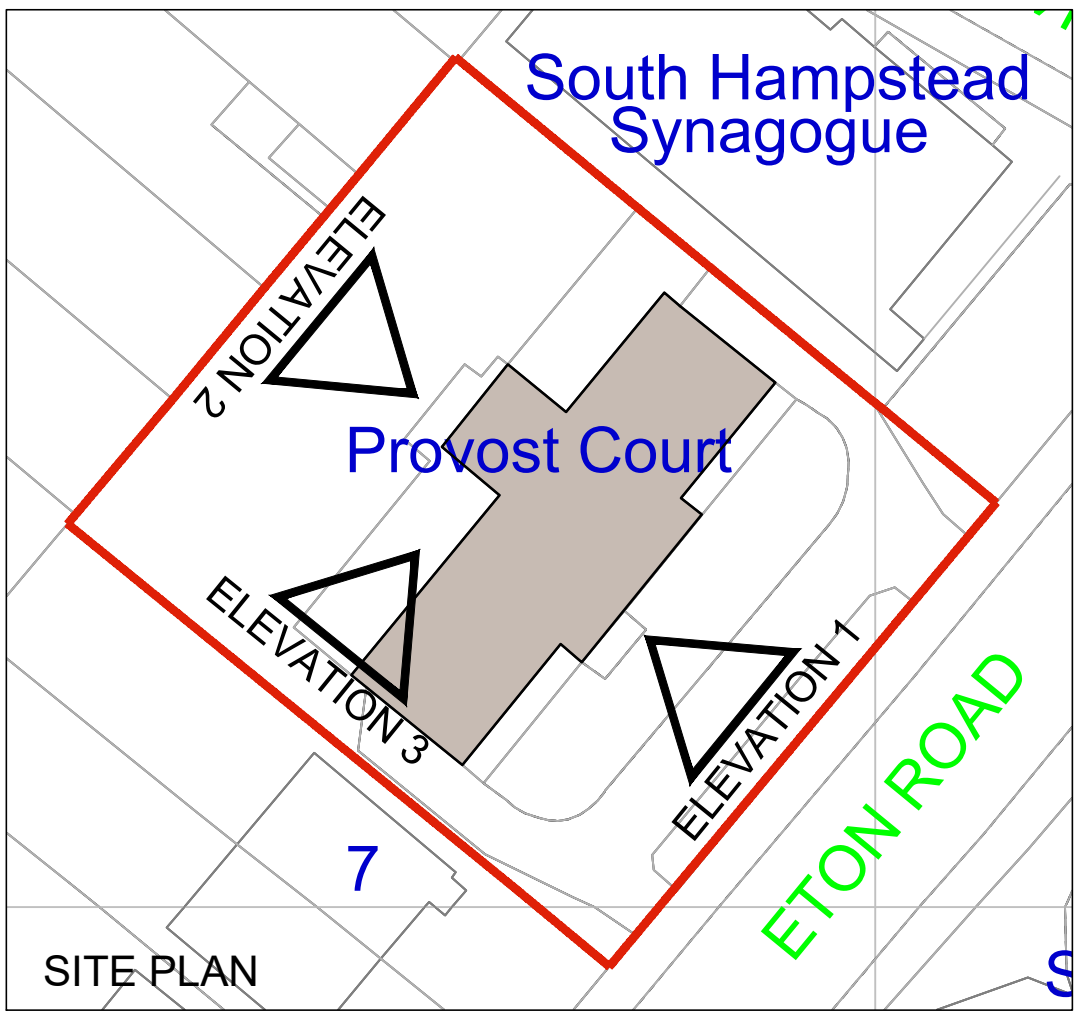 South Hampstead
Synagogue
ELEVATION 2
Provost Court
ELEVATION 3
ELEVATION 1
ETON ROAD
7
SITE PLAN
S